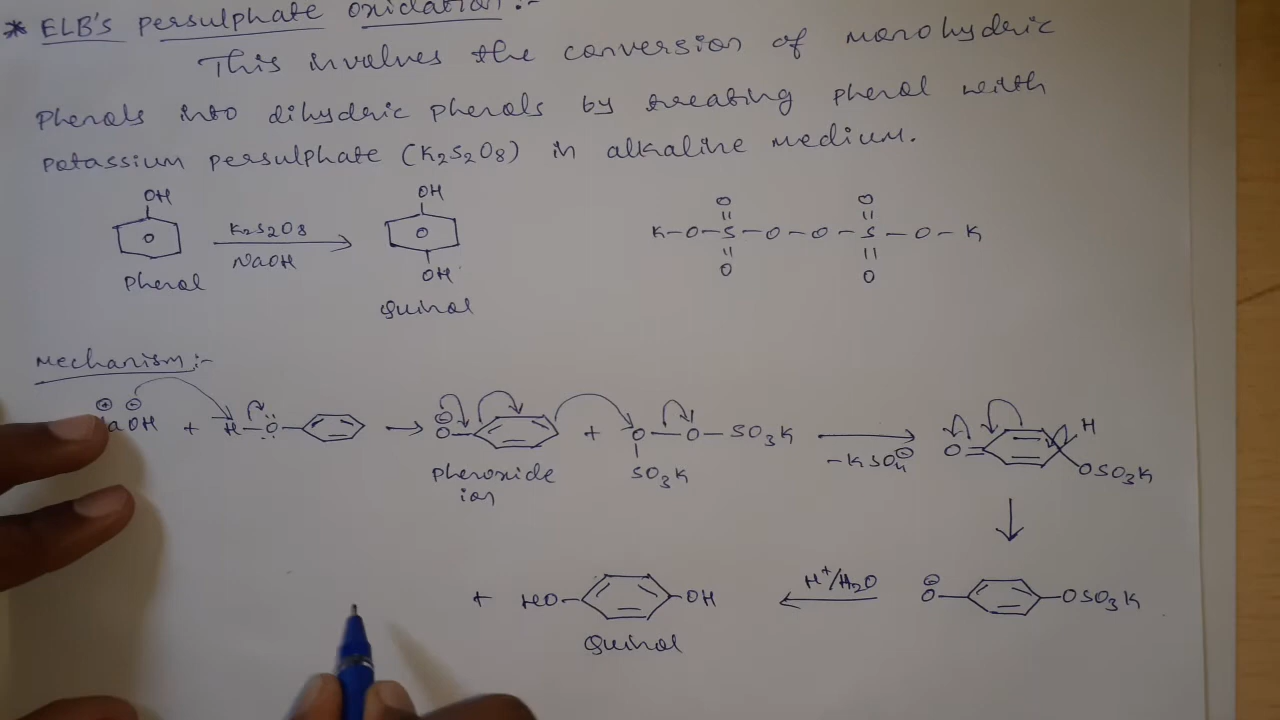 * ELB's persulphate oxidation :-
This involves the conversion of monohydric
phenols into dihydric phenols by treating phenol with
potassium persulphate (K2S2O8) in alkaline medium.
OH
OH
O
O
K2S2O8
K-O-S-O-O-S-O-K
NaOH
O
O
OH
Phenol
Quinol
Mechanism:-
⊕ ⊖
aOH + H-O- → ⊖ O- + O-O-SO3K → O= H
-KSO4⊖
SO3K
OSO3K
phenoxide
ion
H+/H2O
+ HO- -OH ← ⊖ O- -OSO3K
Quinol